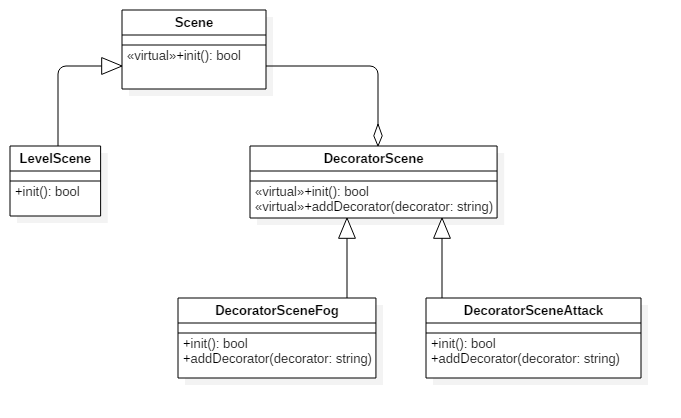 Scene
«virtual»+init(): bool
LevelScene
+init(): bool
DecoratorScene
«virtual»+init(): bool
«virtual»+addDecorator(decorator: string)
DecoratorSceneFog
+init(): bool
+addDecorator(decorator: string)
DecoratorSceneAttack
+init(): bool
+addDecorator(decorator: string)